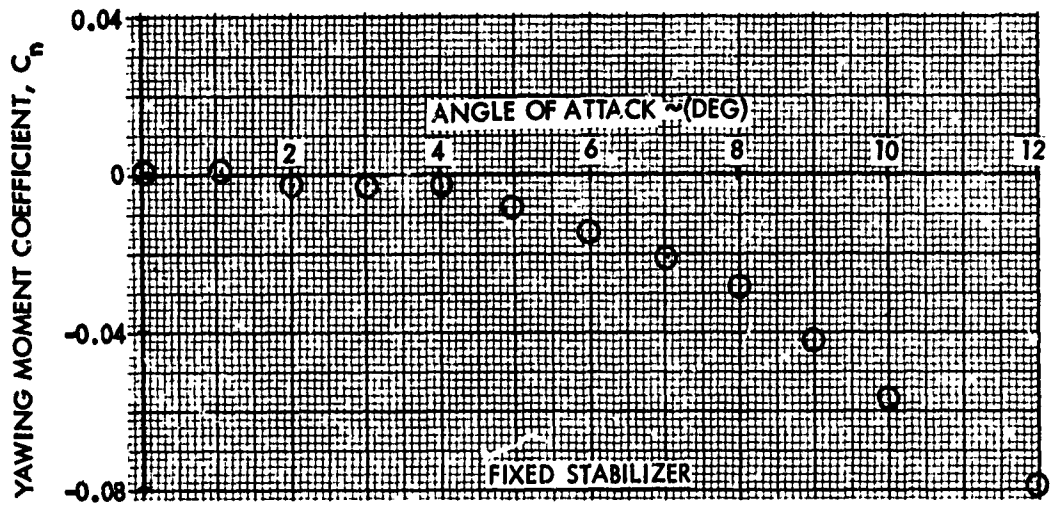 0.04
YAWING MOMENT COEFFICIENT, Cn
ANGLE OF ATTACK ~(DEG)
2 4 6 8 10 12
0
-0.04
FIXED STABILIZER
-0.08